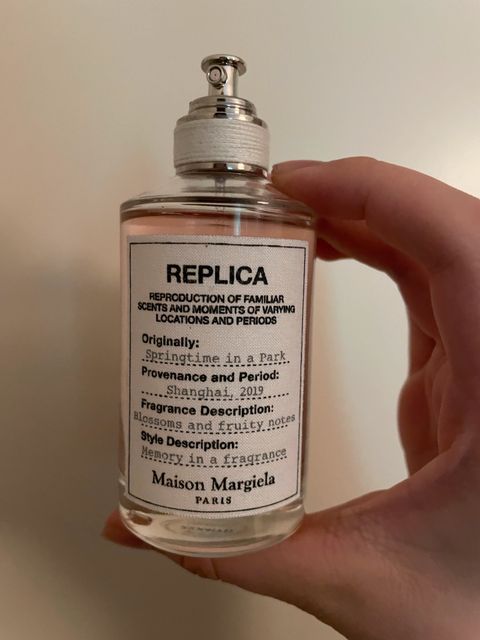 REPLICA
REPRODUCTION OF FAMILIAR
SCENTS AND MOMENTS OF VARYING
LOCATIONS AND PERIODS
Originally:
Springtime in a Park
Provenance and Period:
Shanghai, 2019
Fragrance Description:
Blossoms and fruity notes
Style Description:
Memory in a fragrance
Maison Margiela
PARIS